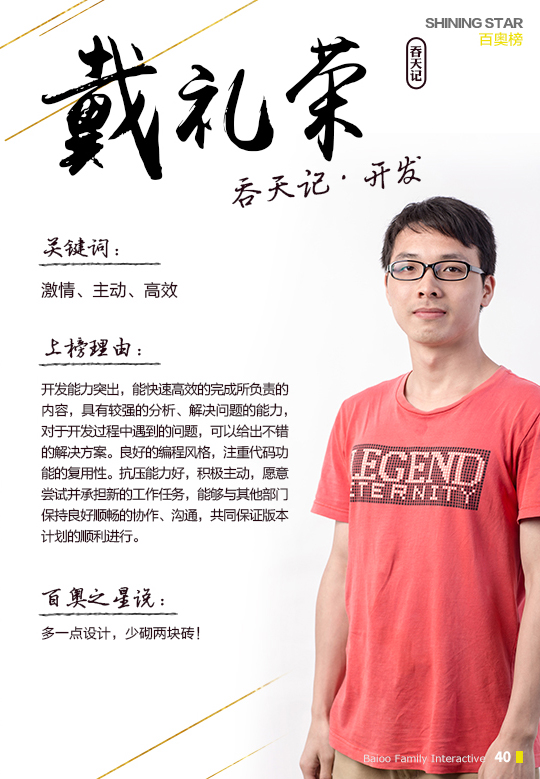 SHINING STAR
百奥榜
吞天记
戴礼荣
吞天记·开发
关键词：
激情、主动、高效
上榜理由：
开发能力突出，能快速高效的完成所负责的
内容，具有较强的分析、解决问题的能力，
对于开发过程中遇到的问题，可以给出不错
的解决方案。良好的编程风格，注重代码功
能的复用性。抗压能力好，积极主动，愿意
尝试并承担新的工作任务，能够与其他部门
保持良好顺畅的协作、沟通，共同保证版本
计划的顺利进行。
百奥之星说：
多一点设计，少砌两块砖！
LEGEND
ETERNITY
Baioo Family Interactive 40